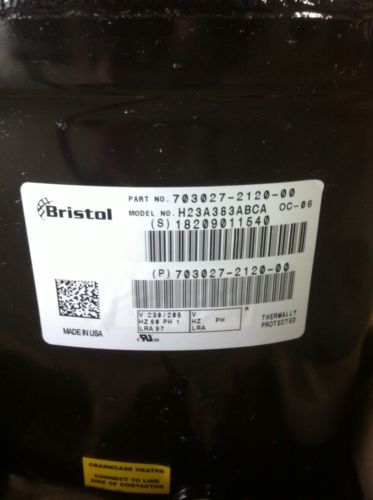 Bristol
PART NO. 703027-2120-00
MODEL NO. H23A383ABCA OC-06
(S) 18209011540
(P) 703027-2120-00
MADE IN USA
V 230/208
HZ 60 PH 1
LRA 97
V
HZ PH
LRA
R
THERMALLY
PROTECTED
c UL us
CRANKCASE HEATER
CONNECT TO LINE
SIDE OF CONTACTOR